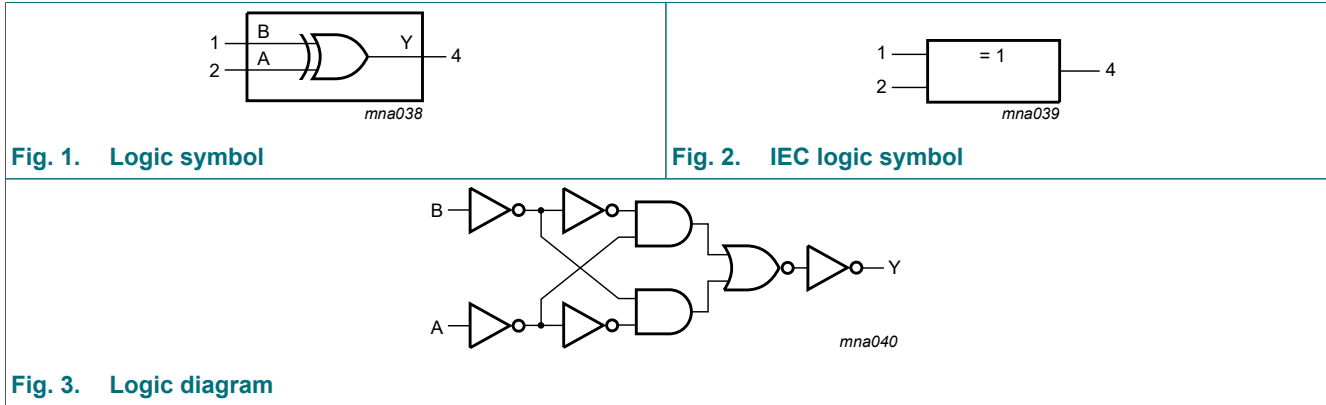 1
B
Y
4
2
A
mna038
Fig. 1. Logic symbol
1
= 1
4
2
mna039
Fig. 2. IEC logic symbol
B
Y
A
mna040
Fig. 3. Logic diagram